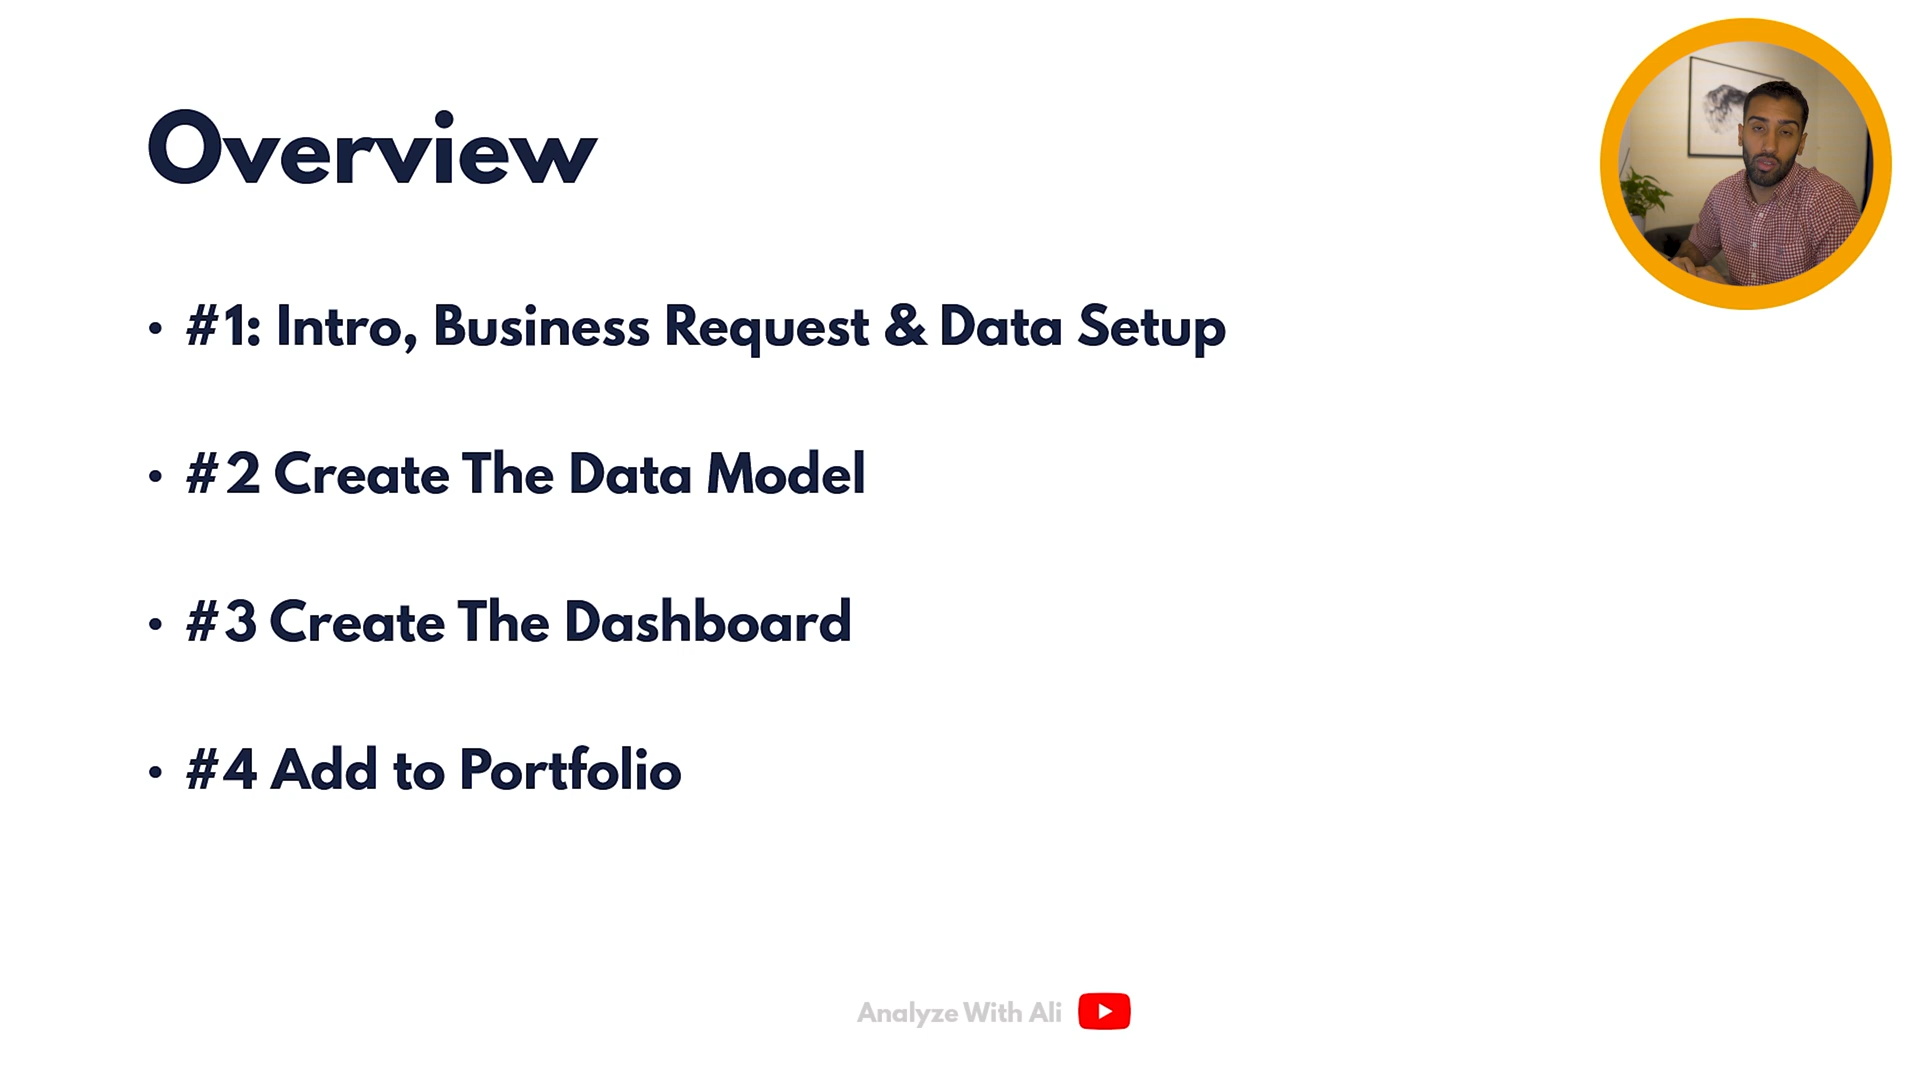 Overview
• #1: Intro, Business Request & Data Setup
• #2 Create The Data Model
• #3 Create The Dashboard
• #4 Add to Portfolio
Analyze With Ali